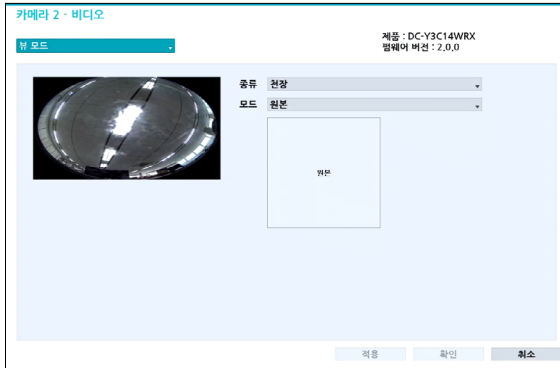 카메라 2 - 비디오
뷰 모드
제품 : DC-Y3C14WRX
펌웨어 버전 : 2.0.0
종류 천장
모드 원본
원본
적용 확인 취소